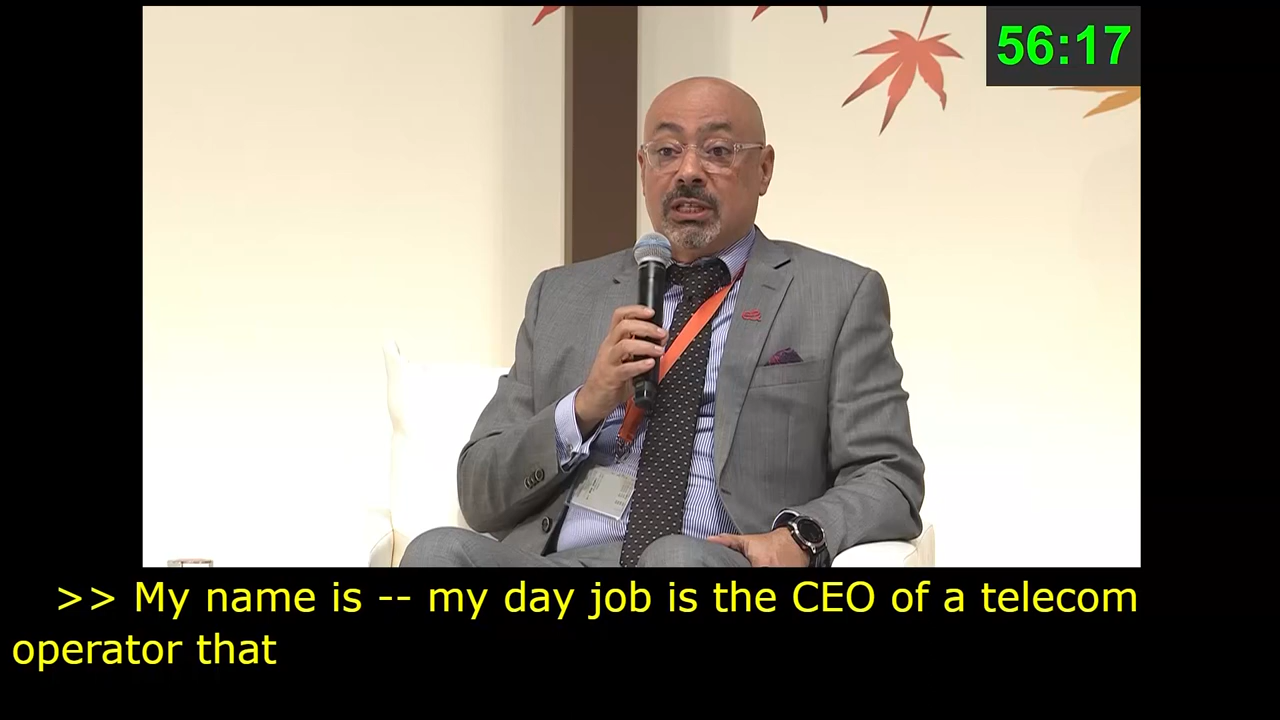 56:17
>> My name is -- my day job is the CEO of a telecom
operator that